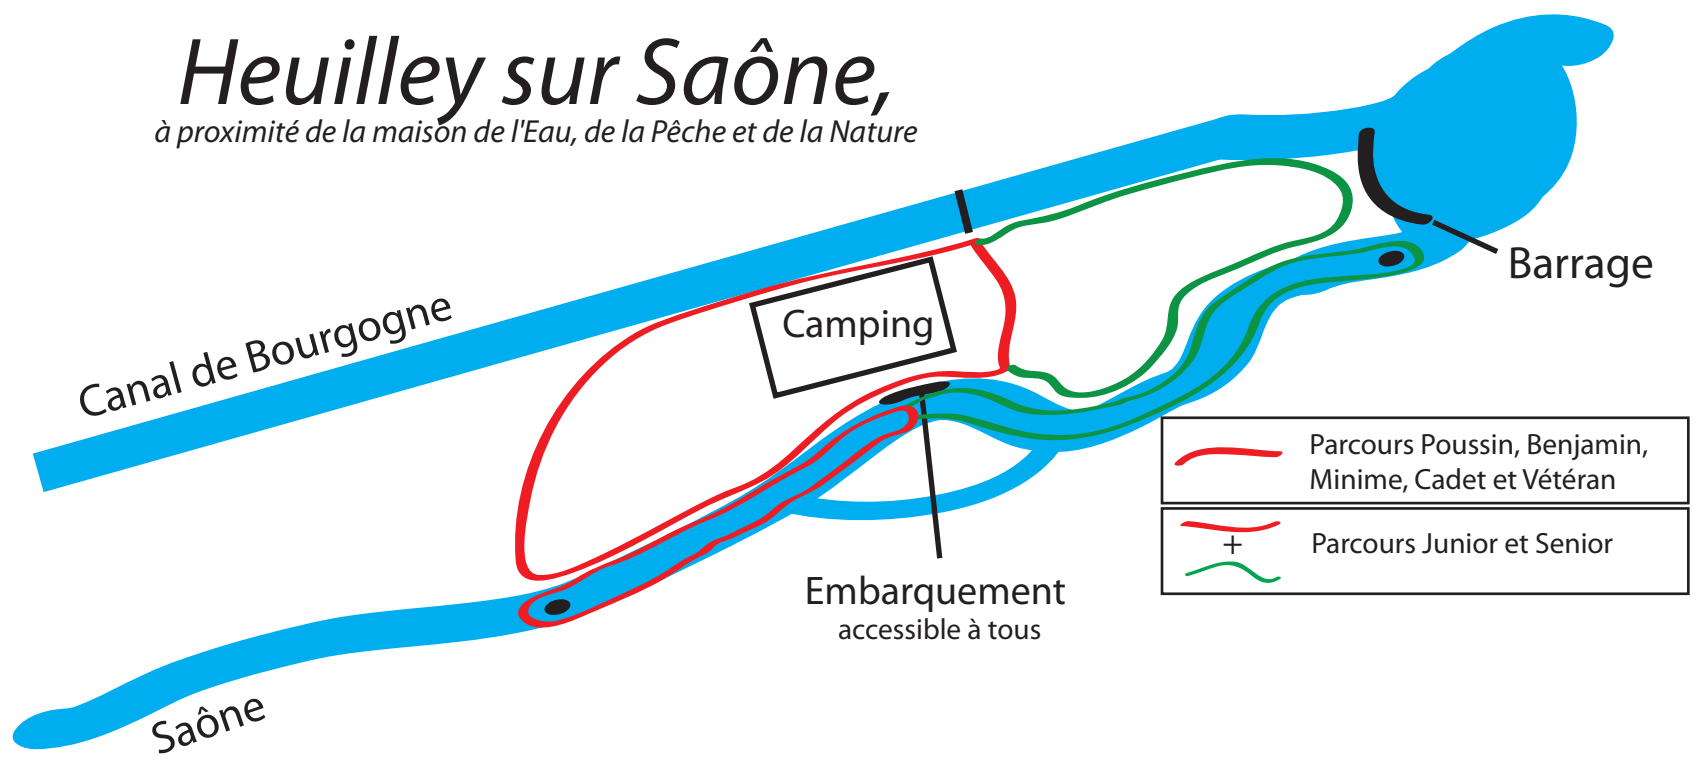 Heuilley sur Saône,
à proximité de la maison de l'Eau, de la Pêche et de la Nature
Canal de Bourgogne
Camping
Barrage
Parcours Poussin, Benjamin,
Minime, Cadet et Vétéran
+
Parcours Junior et Senior
Embarquement
accessible à tous
Saône